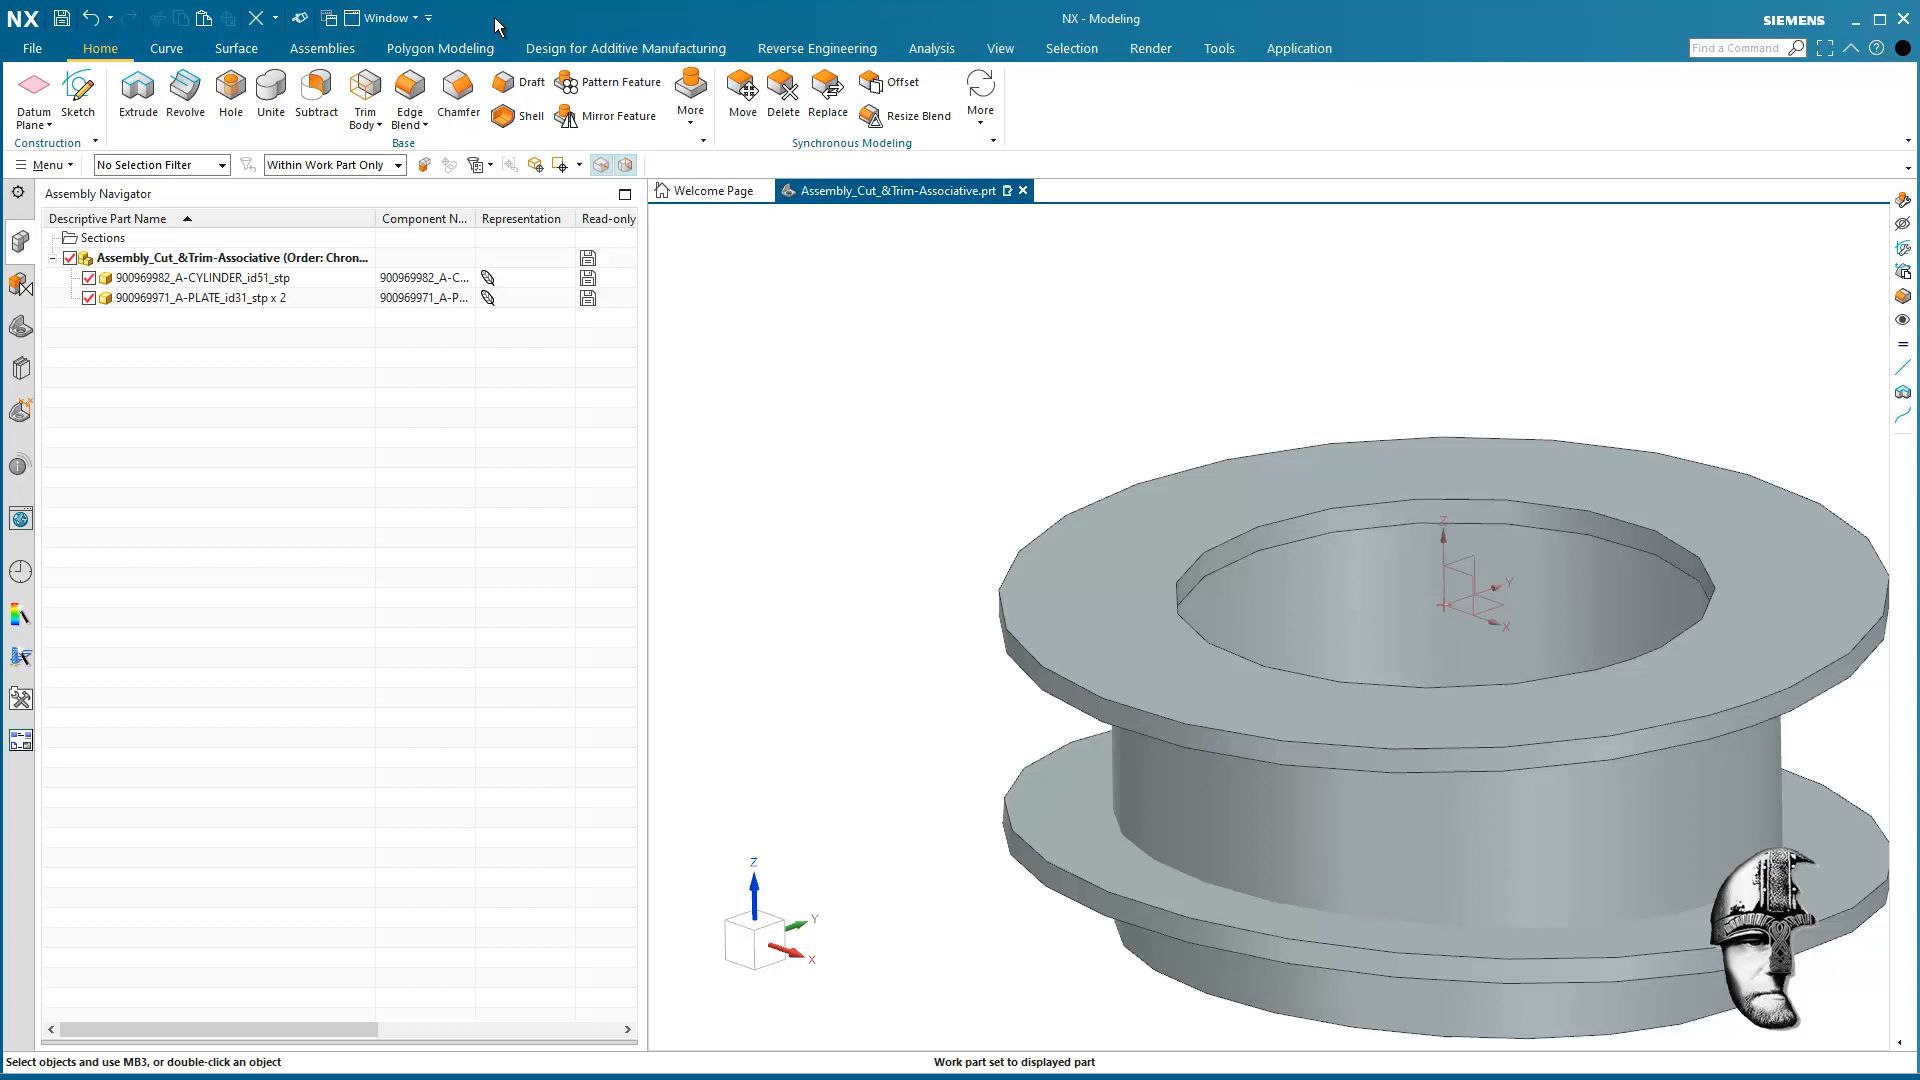 NX
Window
NX - Modeling
SIEMENS
File
Home
Curve
Surface
Assemblies
Polygon Modeling
Design for Additive Manufacturing
Reverse Engineering
Analysis
View
Selection
Render
Tools
Application
Find a Command
Datum Plane
Sketch
Extrude
Revolve
Hole
Unite
Subtract
Trim Body
Edge Blend
Chamfer
Draft
Shell
Pattern Feature
Mirror Feature
More
Move
Delete
Replace
Offset
Resize Blend
More
Construction
Base
Synchronous Modeling
Menu
No Selection Filter
Within Work Part Only
Assembly Navigator
Welcome Page
Assembly_Cut_&Trim-Associative.prt
Descriptive Part Name
Component N...
Representation
Read-only
Sections
Assembly_Cut_&Trim-Associative (Order: Chron...
900969982_A-CYLINDER_id51_stp
900969982_A-C...
900969971_A-PLATE_id31_stp x 2
900969971_A-P...
Z
Y
X
Z
Y
X
Select objects and use MB3, or double-click an object
Work part set to displayed part